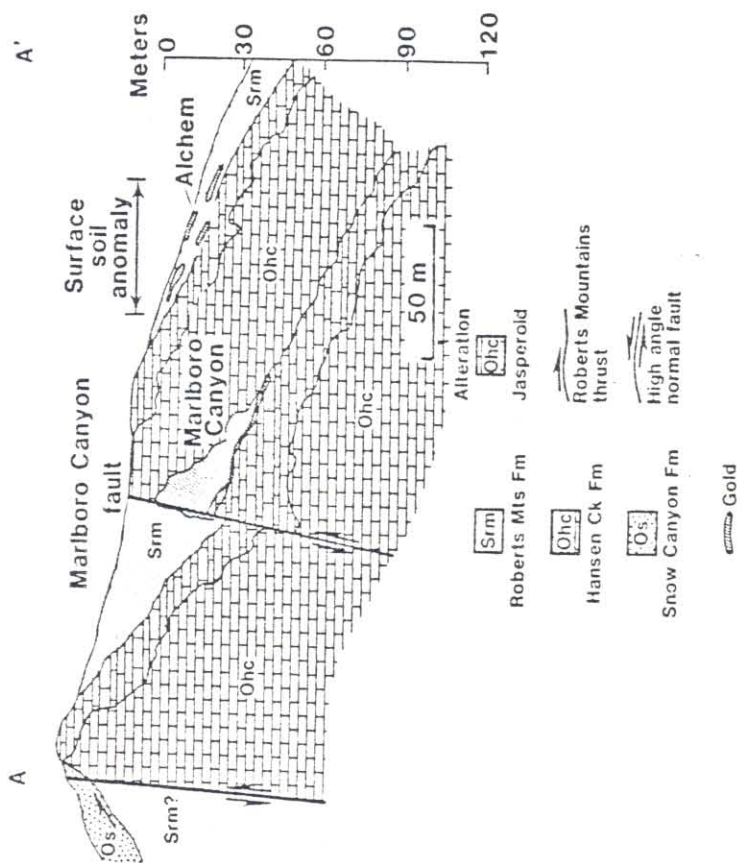 A
A'
Marlboro Canyon
fault
Surface
soil
anomaly
Alchem
Meters
0
30
60
90
120
Os
Srm?
Srm
Srm
Marlboro
Canyon
Ohc
Ohc
Ohc
50 m
Srm
Roberts Mts Fm
Ohc
Hansen Ck Fm
Os
Snow Canyon Fm
Gold
Alteration
Ohc
Jasperoid
Roberts Mountains
thrust
High angle
normal fault